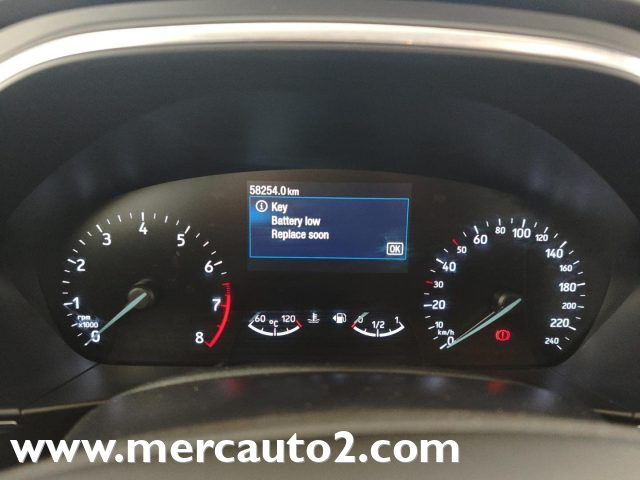 58254.0 km
Key
Battery low
Replace soon
OK
0 1 2 3 4 5 6 7 8
rpm
x1000
60 °C 120
0 1/2 1
0 10 20 30 40 50 60 80 100 120 140 160 180 200 220 240
km/h
www.mercauto2.com